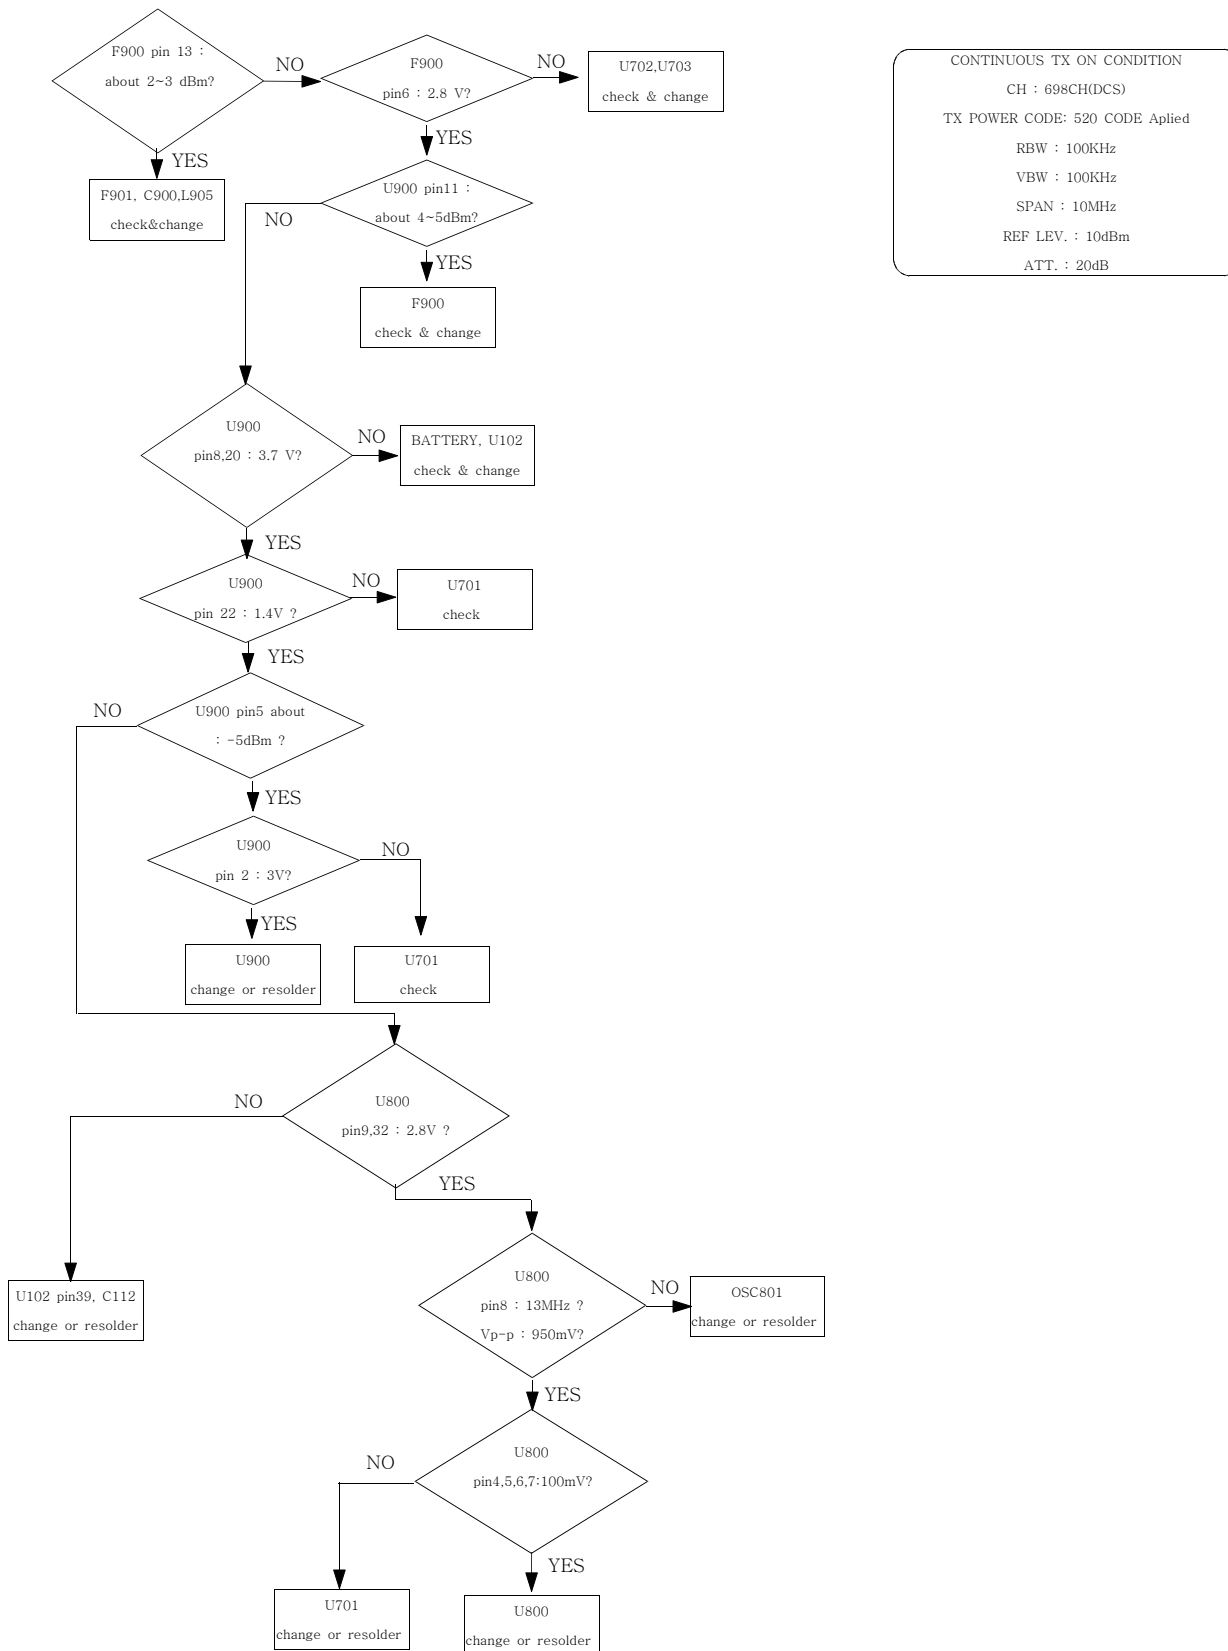 F900 pin 13 :
about 2~3 dBm?
NO
F900
pin6 : 2.8 V?
NO
U702,U703
check & change
CONTINUOUS TX ON CONDITION
CH : 698CH(DCS)
TX POWER CODE: 520 CODE Aplied
RBW : 100KHz
VBW : 100KHz
SPAN : 10MHz
REF LEV. : 10dBm
ATT. : 20dB
YES
YES
F901, C900,L905
check&change
U900 pin11 :
about 4~5dBm?
NO
YES
F900
check & change
U900
pin8,20 : 3.7 V?
NO
BATTERY, U102
check & change
YES
U900
pin 22 : 1.4V ?
NO
U701
check
YES
NO
U900 pin5 about
: -5dBm ?
YES
U900
pin 2 : 3V?
NO
YES
U900
change or resolder
U701
check
NO
U800
pin9,32 : 2.8V ?
YES
U102 pin39, C112
change or resolder
U800
pin8 : 13MHz ?
Vp-p : 950mV?
NO
OSC801
change or resolder
YES
NO
U800
pin4,5,6,7:100mV?
YES
U701
change or resolder
U800
change or resolder